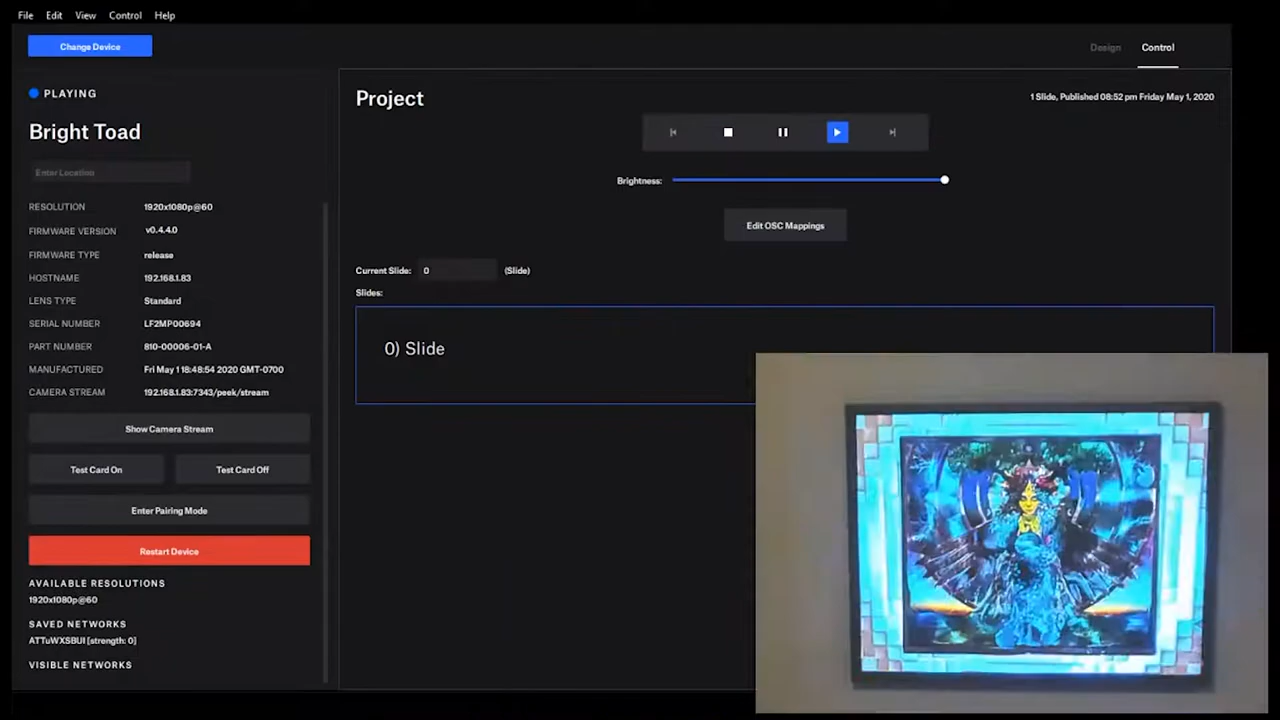 File Edit View Control Help
Change Device
Design Control
PLAYING
Bright Toad
Enter Location
RESOLUTION 1920x1080p@60
FIRMWARE VERSION v0.4.4.0
FIRMWARE TYPE release
HOSTNAME 192.168.1.83
LENS TYPE Standard
SERIAL NUMBER LF2MP00694
PART NUMBER 810-00006-01-A
MANUFACTURED Fri May 1 18:48:54 2020 GMT-0700
CAMERA STREAM 192.168.1.83:7343/peek/stream
Show Camera Stream
Test Card On Test Card Off
Enter Pairing Mode
Restart Device
AVAILABLE RESOLUTIONS
1920x1080p@60
SAVED NETWORKS
ATTuWXSBUI [strength: 0]
VISIBLE NETWORKS
Project
1 Slide, Published 08:52 pm Friday May 1, 2020
Brightness:
Edit OSC Mappings
Current Slide: 0 (Slide)
Slides:
0) Slide